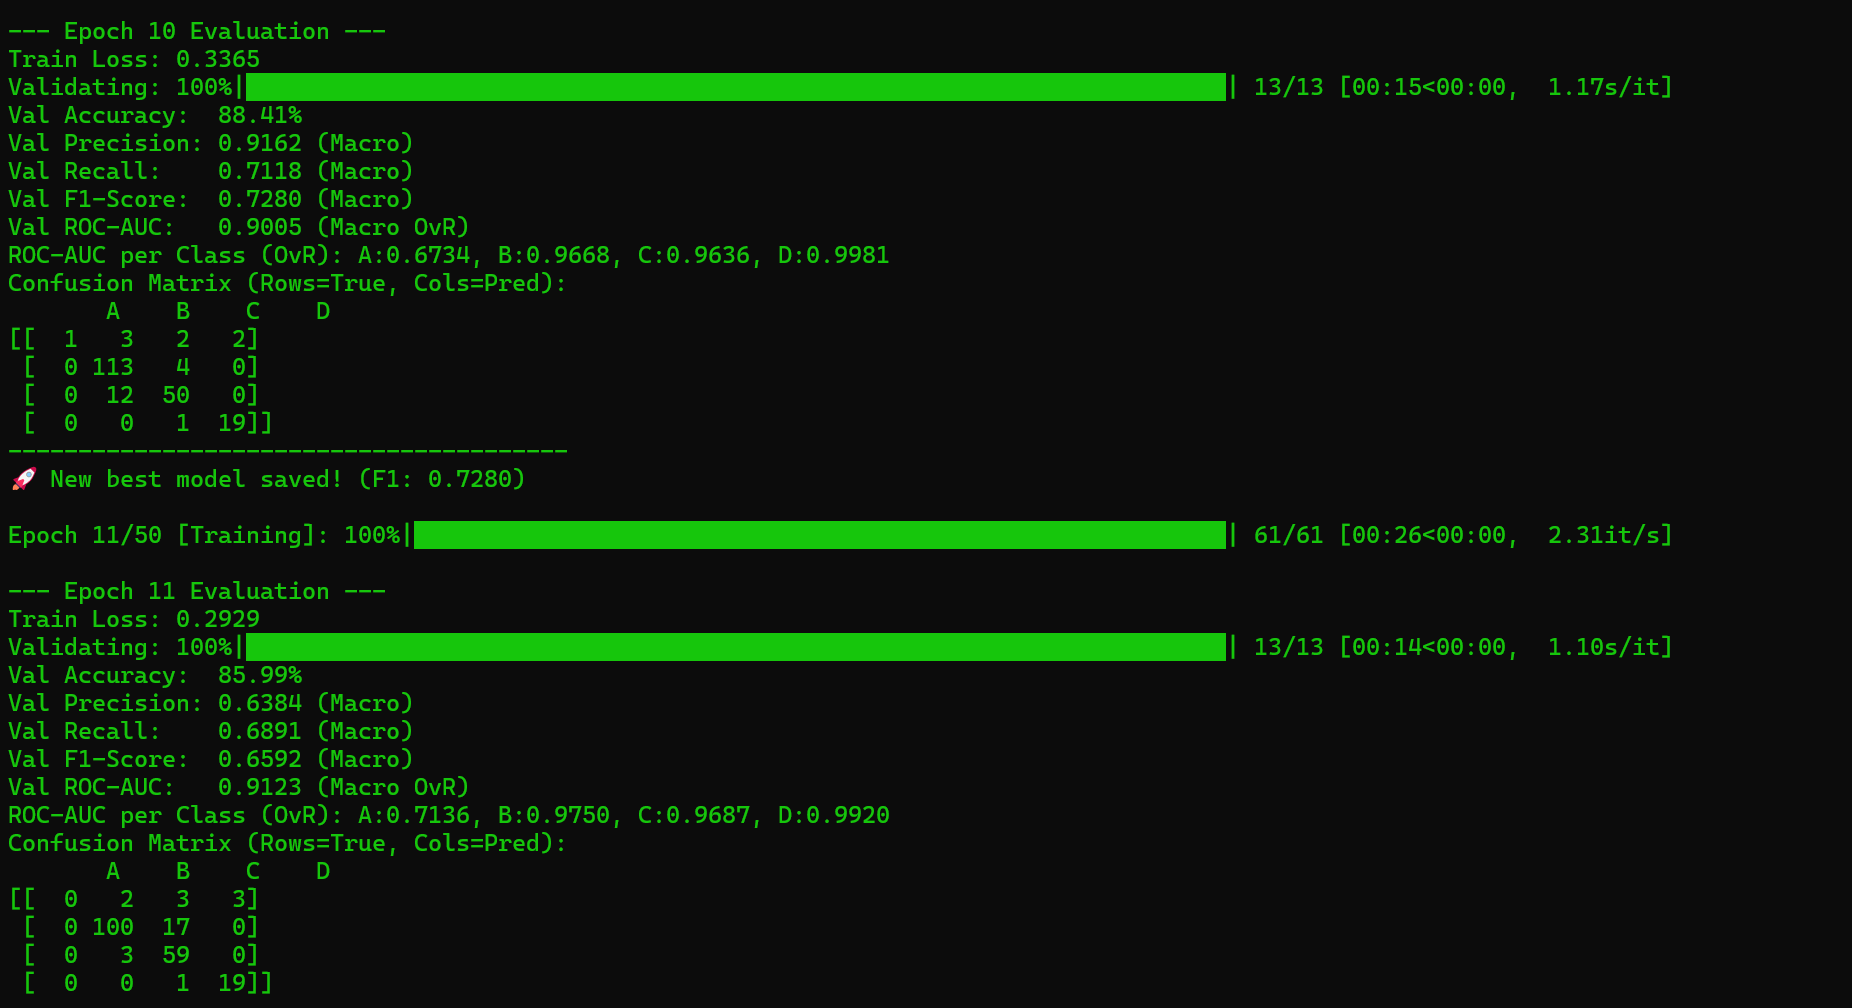 --- Epoch 10 Evaluation ---
Train Loss: 0.3365
Validating: 100%|██████████████████████████████████████████████████████████████████████| 13/13 [00:15<00:00,  1.17s/it]
Val Accuracy:  88.41%
Val Precision: 0.9162 (Macro)
Val Recall:    0.7118 (Macro)
Val F1-Score:  0.7280 (Macro)
Val ROC-AUC:   0.9005 (Macro OvR)
ROC-AUC per Class (OvR): A:0.6734, B:0.9668, C:0.9636, D:0.9981
Confusion Matrix (Rows=True, Cols=Pred):
       A    B    C    D
[[  1   3   2   2]
 [  0 113   4   0]
 [  0  12  50   0]
 [  0   0   1  19]]
----------------------------------------
🚀 New best model saved! (F1: 0.7280)
Epoch 11/50 [Training]: 100%|██████████████████████████████████████████████████████████| 61/61 [00:26<00:00,  2.31it/s]
--- Epoch 11 Evaluation ---
Train Loss: 0.2929
Validating: 100%|██████████████████████████████████████████████████████████████████████| 13/13 [00:14<00:00,  1.10s/it]
Val Accuracy:  85.99%
Val Precision: 0.6384 (Macro)
Val Recall:    0.6891 (Macro)
Val F1-Score:  0.6592 (Macro)
Val ROC-AUC:   0.9123 (Macro OvR)
ROC-AUC per Class (OvR): A:0.7136, B:0.9750, C:0.9687, D:0.9920
Confusion Matrix (Rows=True, Cols=Pred):
       A    B    C    D
[[  0   2   3   3]
 [  0 100  17   0]
 [  0   3  59   0]
 [  0   0   1  19]]